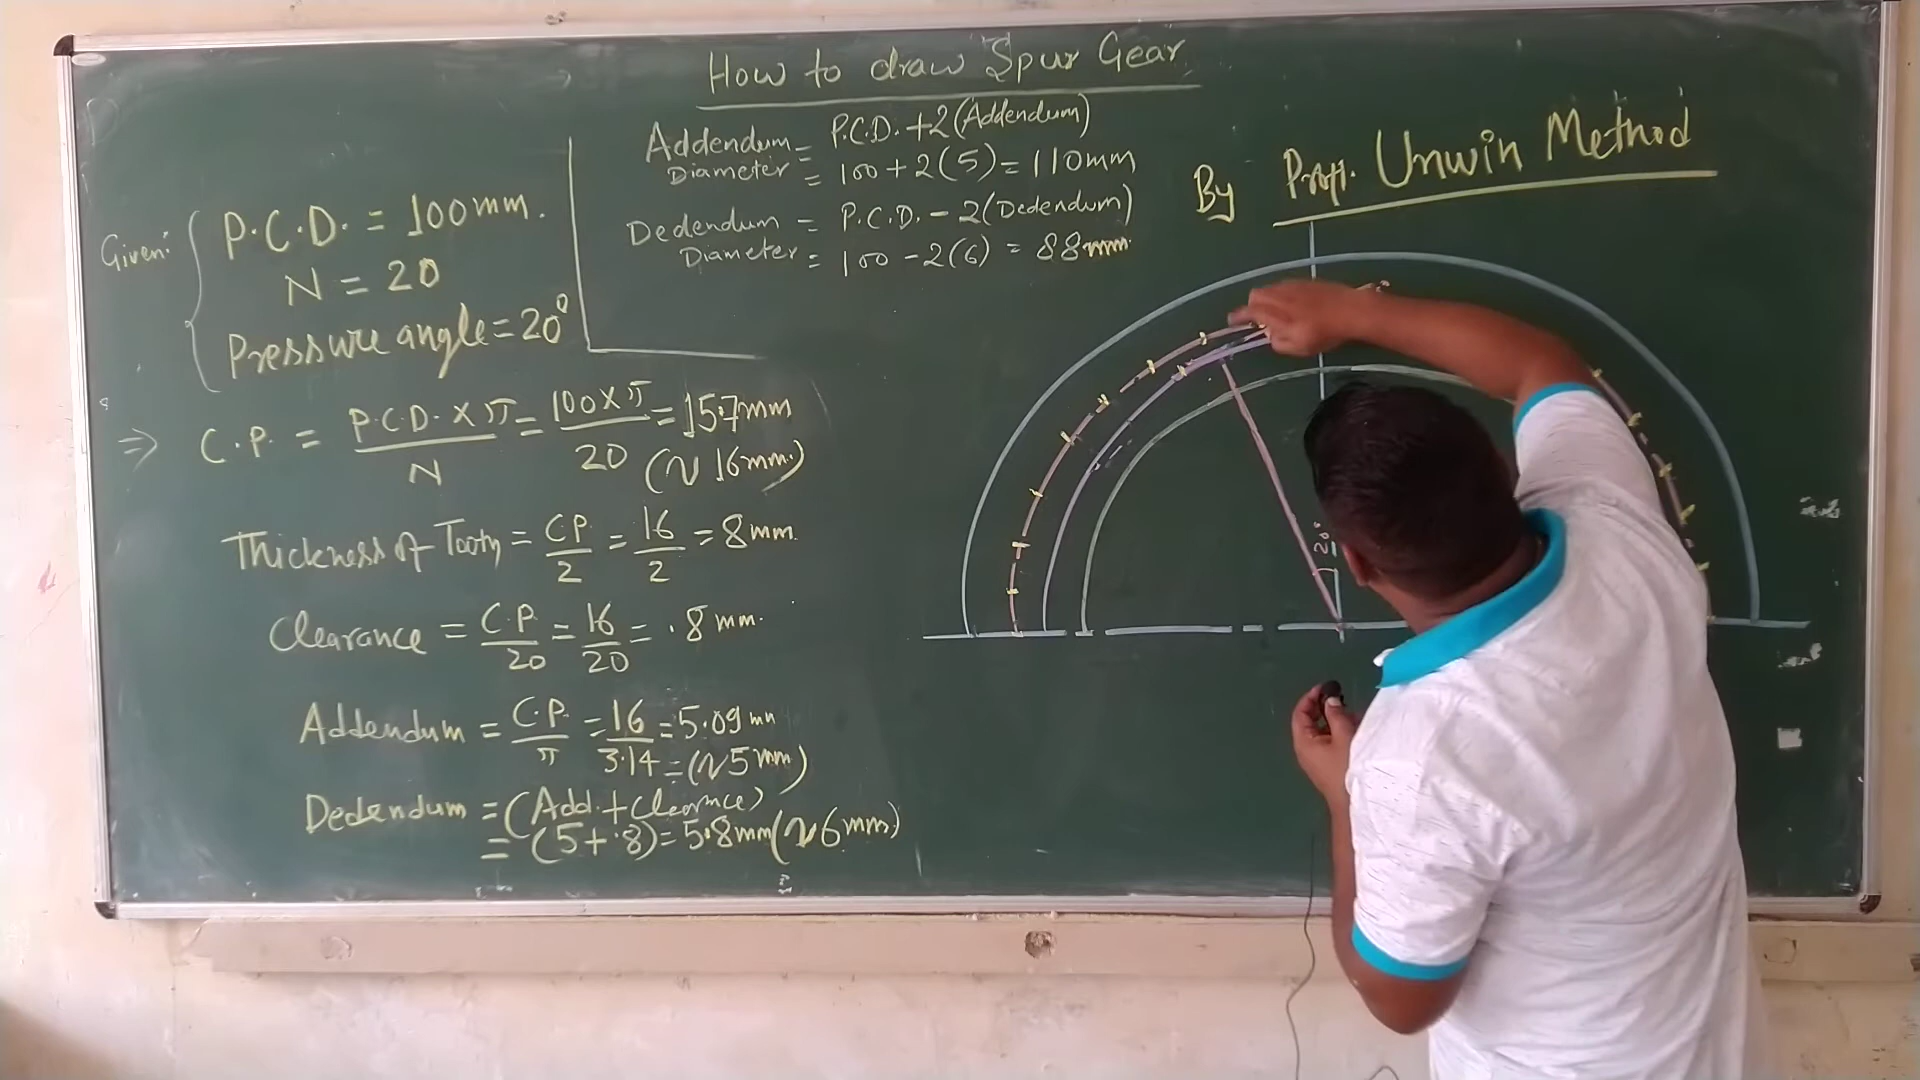 How to draw Spur Gear
By Prof. Unwin Method
Addendum Diameter = P.C.D. + 2(Addendum)
= 100 + 2(5) = 110mm
Dedendum Diameter = P.C.D. - 2(Dedendum)
= 100 - 2(6) = 88mm.
Given:
P.C.D. = 100mm.
N = 20
Pressure angle = 20°
⇒ C.P. = P.C.D. × π / N = 100 × π / 20 = 15.7mm
(~ 16mm.)
Thickness of Tooth = C.P. / 2 = 16 / 2 = 8mm.
Clearance = C.P. / 20 = 16 / 20 = .8 mm.
Addendum = C.P. / π = 16 / 3.14 = 5.09 mm
= (~5mm)
Dedendum = (Add. + Clearance)
= (5 + .8) = 5.8mm (~6mm)
20°